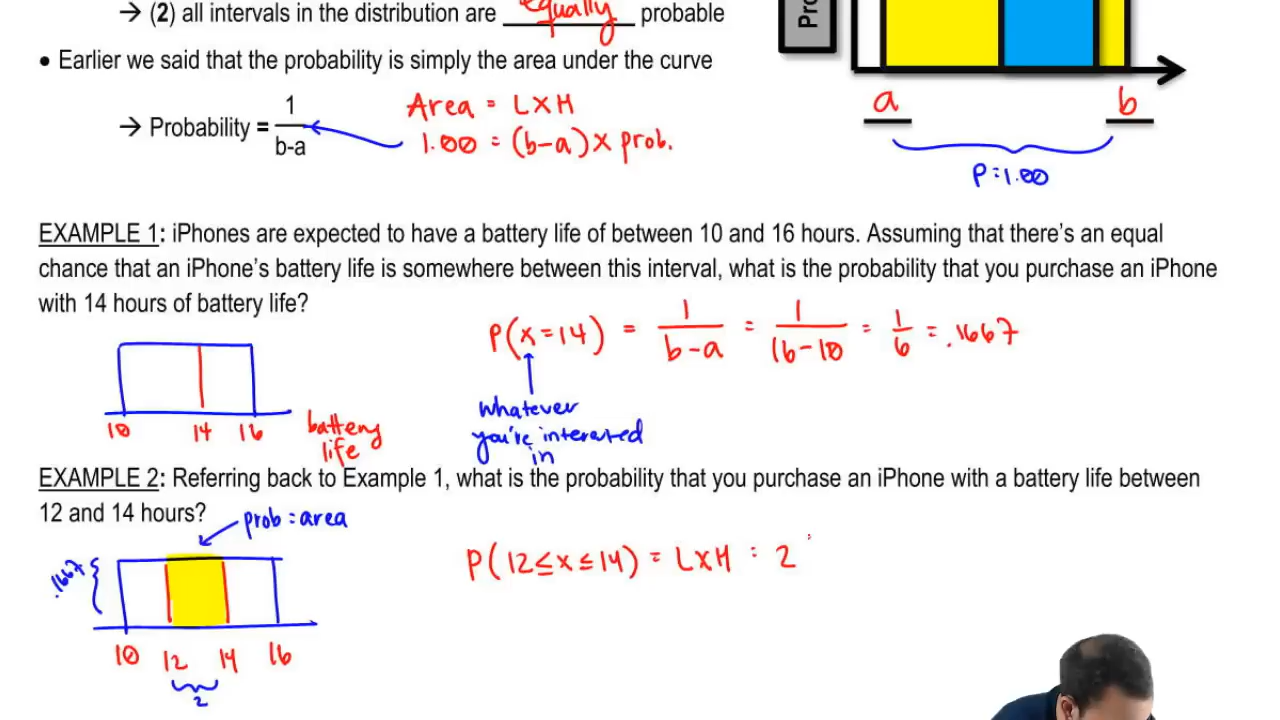 → (2) all intervals in the distribution are equally probable
• Earlier we said that the probability is simply the area under the curve
→ Probability = 1/b-a
Area = L X H
1.00 = (b-a) x prob.
Pro
a
b
P=1.00
EXAMPLE 1: iPhones are expected to have a battery life of between 10 and 16 hours. Assuming that there's an equal
chance that an iPhone's battery life is somewhere between this interval, what is the probability that you purchase an iPhone
with 14 hours of battery life?
P(x=14) = 1/b-a = 1/16-10 = 1/6 = .1667
whatever
you're interested
in
10 14 16
battery
life
EXAMPLE 2: Referring back to Example 1, what is the probability that you purchase an iPhone with a battery life between
12 and 14 hours?
prob = area
P(12≤x≤14) = LXH = 2
.1667
10 12 14 16
2